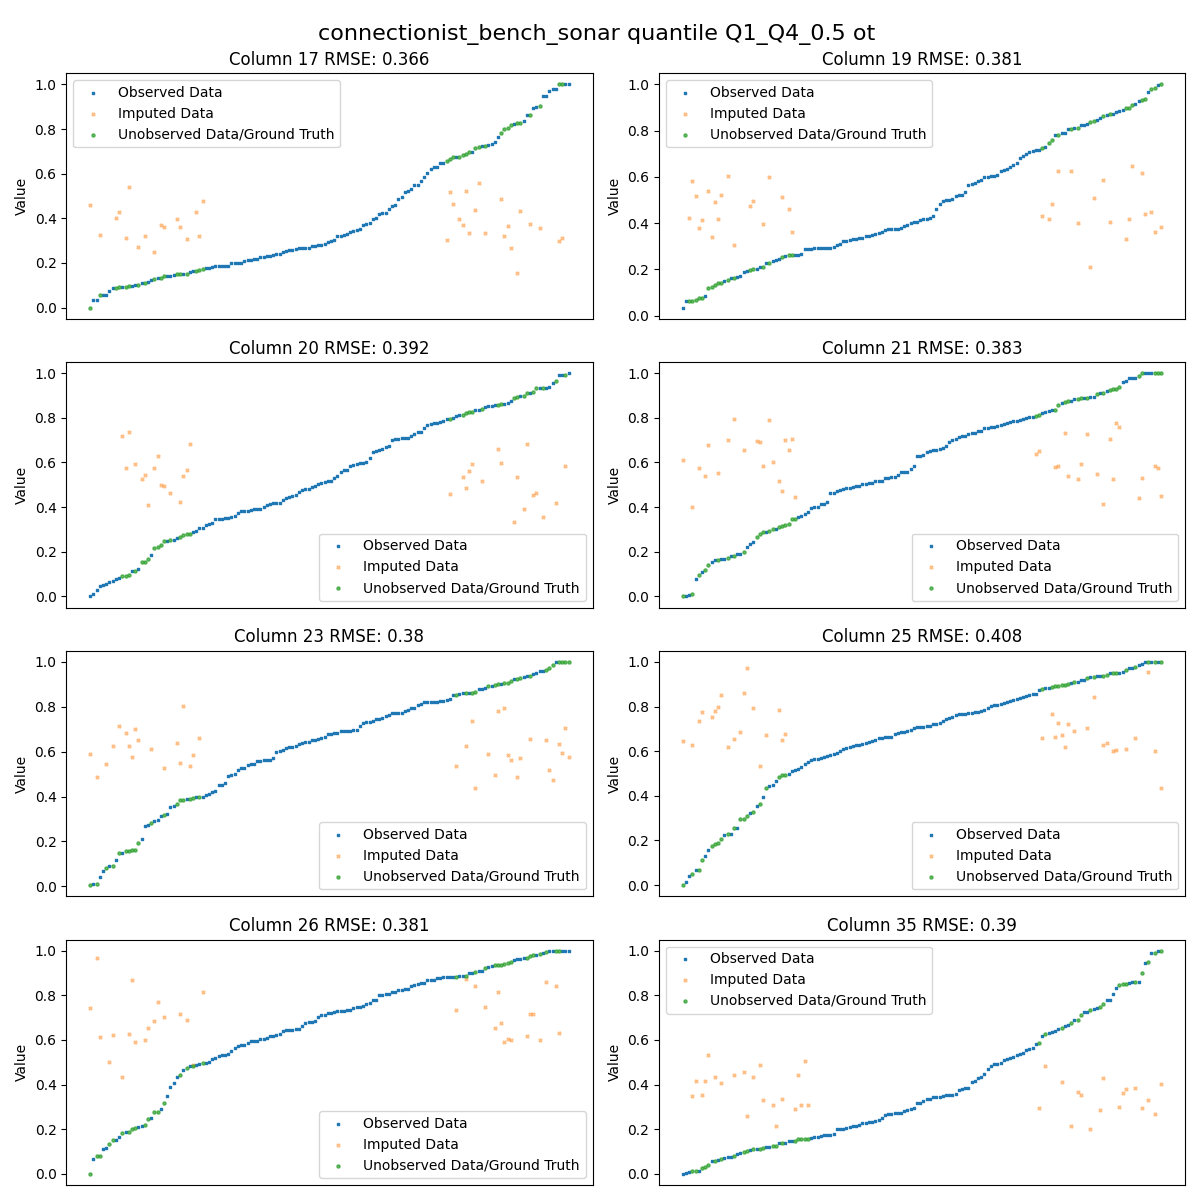 connectionist_bench_sonar quantile Q1_Q4_0.5 ot
Column 17 RMSE: 0.366
Value
1.0
0.8
0.6
0.4
0.2
0.0
Observed Data
Imputed Data
Unobserved Data/Ground Truth
Column 19 RMSE: 0.381
Value
1.0
0.8
0.6
0.4
0.2
0.0
Observed Data
Imputed Data
Unobserved Data/Ground Truth
Column 20 RMSE: 0.392
Value
1.0
0.8
0.6
0.4
0.2
0.0
Observed Data
Imputed Data
Unobserved Data/Ground Truth
Column 21 RMSE: 0.383
Value
1.0
0.8
0.6
0.4
0.2
0.0
Observed Data
Imputed Data
Unobserved Data/Ground Truth
Column 23 RMSE: 0.38
Value
1.0
0.8
0.6
0.4
0.2
0.0
Observed Data
Imputed Data
Unobserved Data/Ground Truth
Column 25 RMSE: 0.408
Value
1.0
0.8
0.6
0.4
0.2
0.0
Observed Data
Imputed Data
Unobserved Data/Ground Truth
Column 26 RMSE: 0.381
Value
1.0
0.8
0.6
0.4
0.2
0.0
Observed Data
Imputed Data
Unobserved Data/Ground Truth
Column 35 RMSE: 0.39
Value
1.0
0.8
0.6
0.4
0.2
0.0
Observed Data
Imputed Data
Unobserved Data/Ground Truth